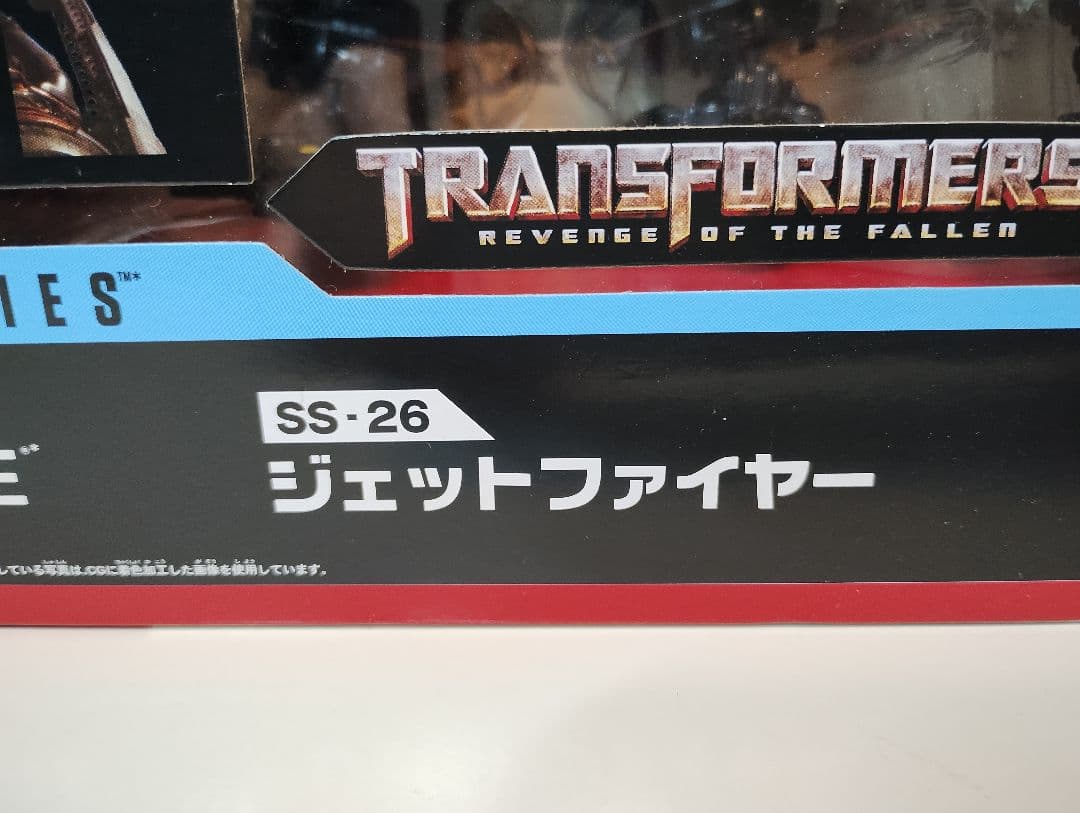 TRANSFORMERS
REVENGE OF THE FALLEN
IES™*
SS-26
ジェットファイヤー
E®*
している写真は、CGに着色加工した画像を使用しています。